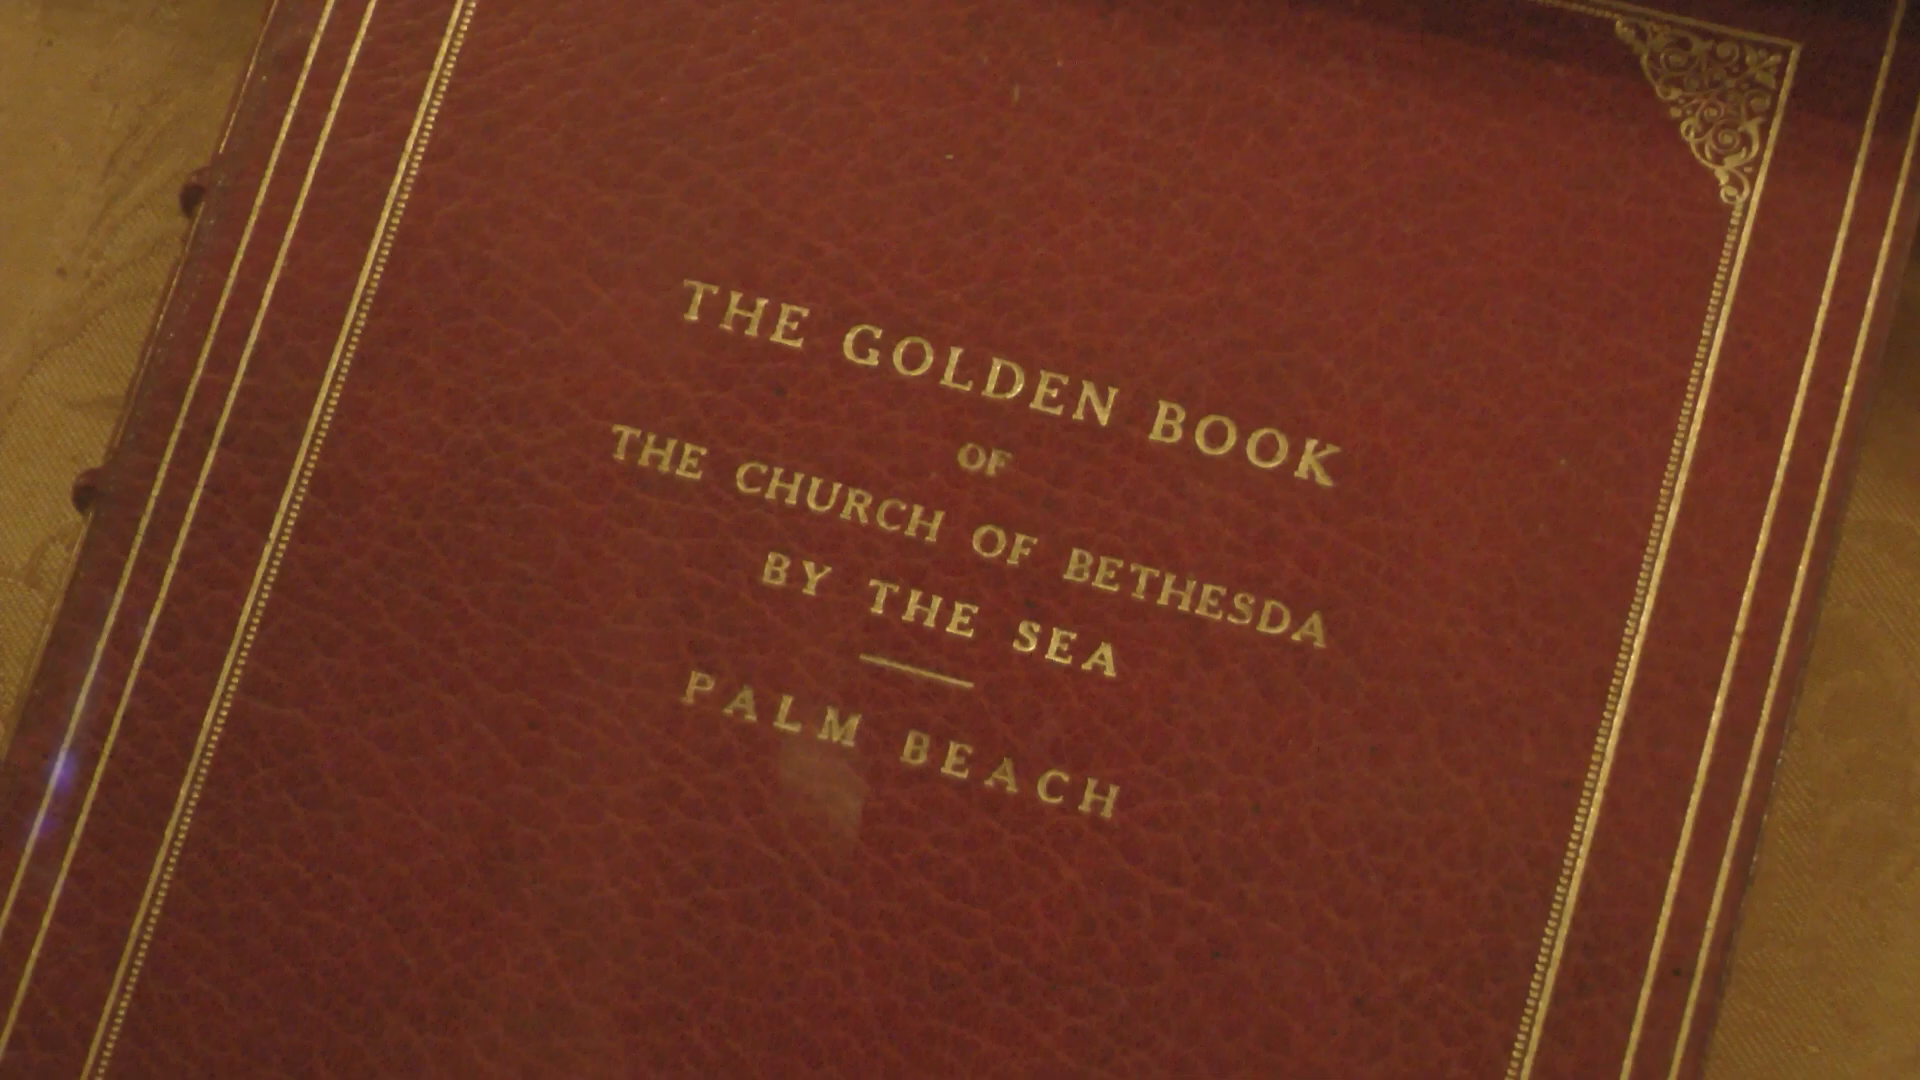 THE GOLDEN BOOK
OF
THE CHURCH OF BETHESDA
BY THE SEA
PALM BEACH